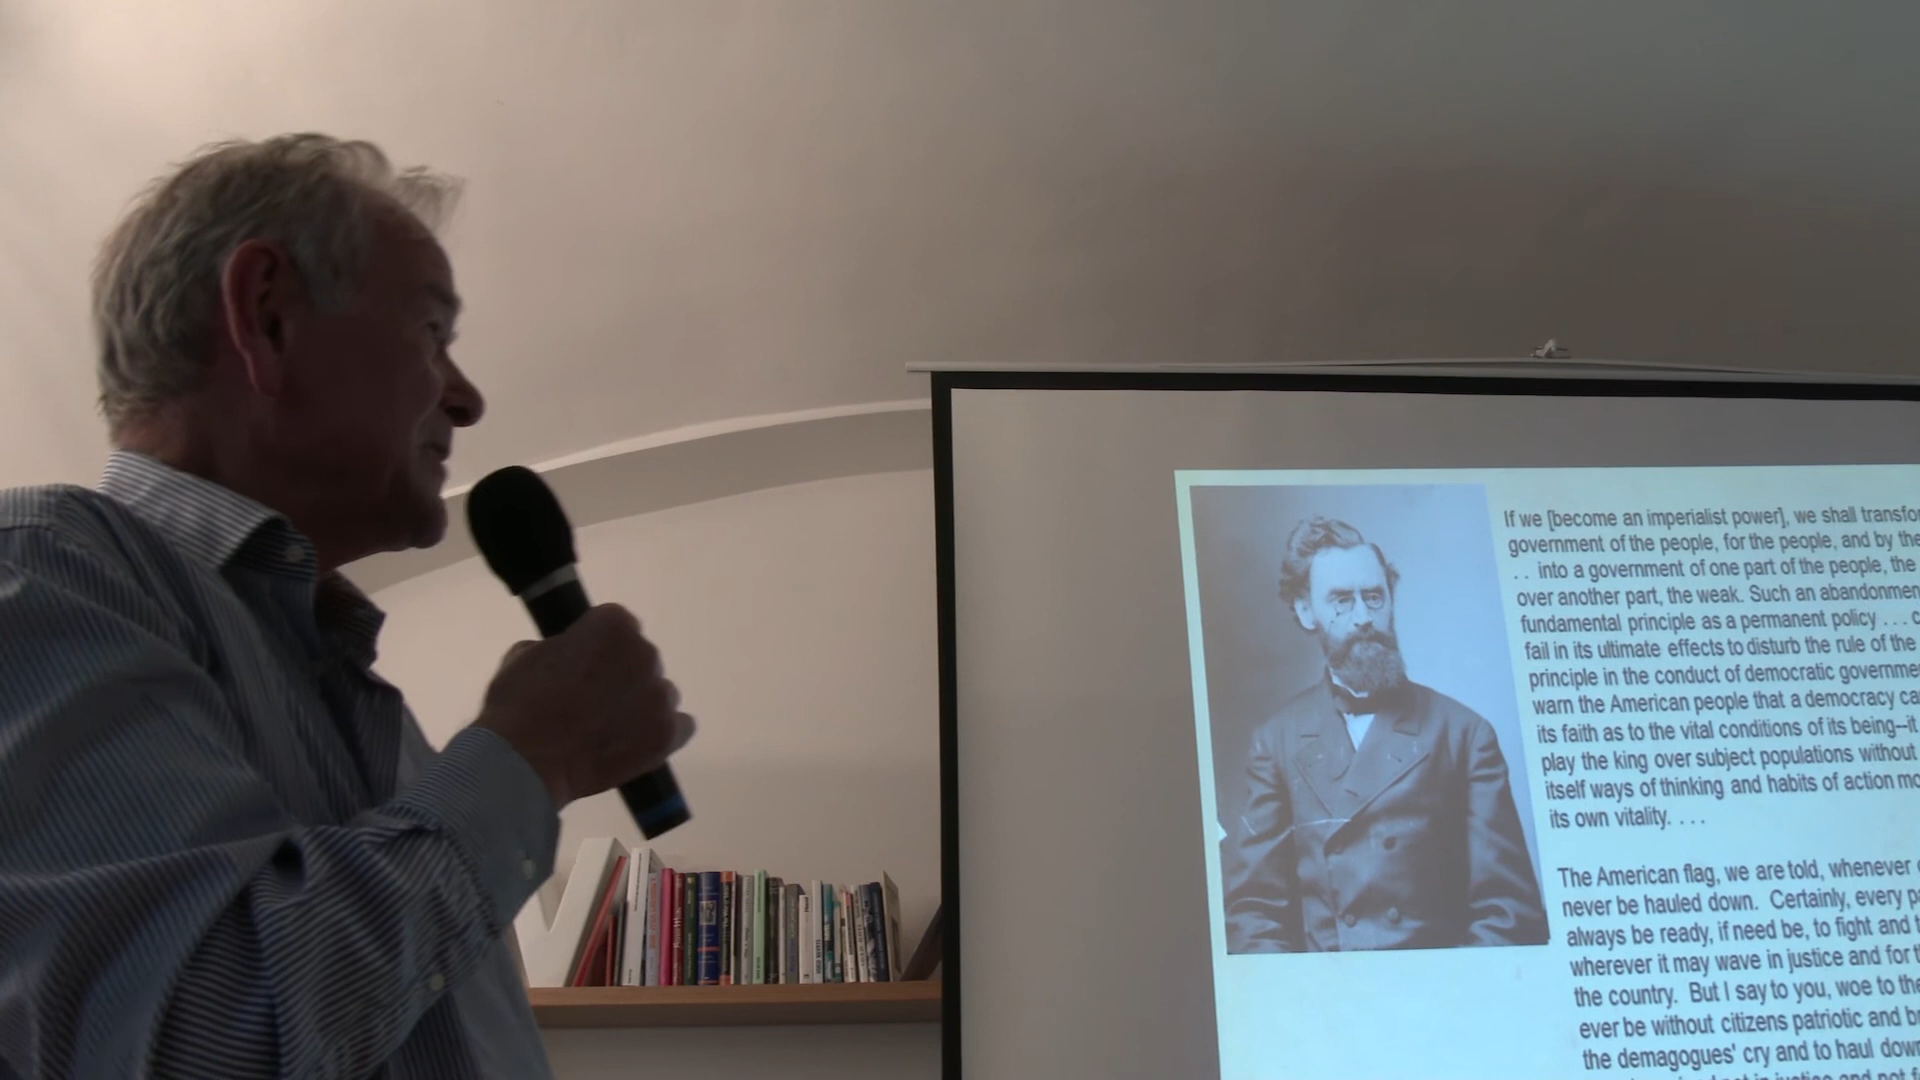 If we [become an imperialist power], we shall transfor
government of the people, for the people, and by the
. . into a government of one part of the people, the
over another part, the weak. Such an abandonmen
fundamental principle as a permanent policy . . . c
fail in its ultimate effects to disturb the rule of the
principle in the conduct of democratic governme
warn the American people that a democracy ca
its faith as to the vital conditions of its being--it
play the king over subject populations without
itself ways of thinking and habits of action mo
its own vitality. . . .
The American flag, we are told, whenever
never be hauled down. Certainly, every pa
always be ready, if need be, to fight and
wherever it may wave in justice and for
the country. But I say to you, woe to the
ever be without citizens patriotic and br
the demagogues' cry and to haul down